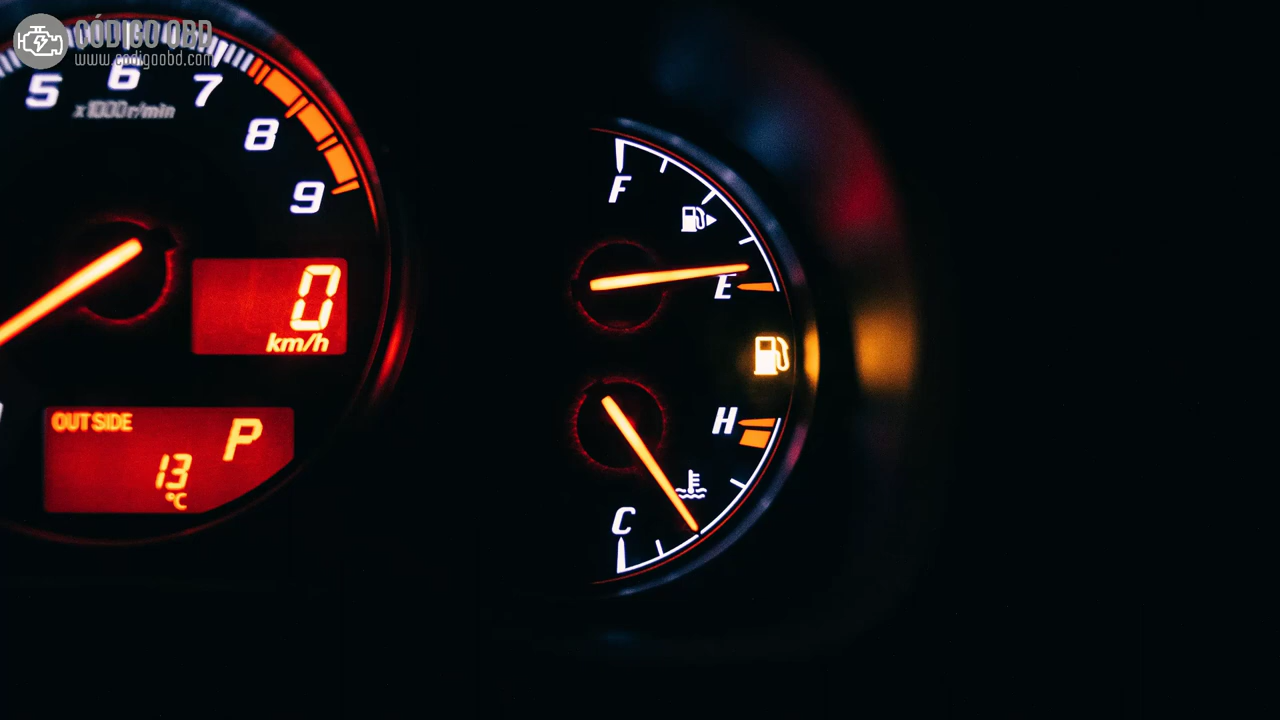 CÓDIGO OBD
www.codigoobd.com
5 6 7 8 9
x1000r/min
0
km/h
OUTSIDE
P
13
°C
F
E
H
C